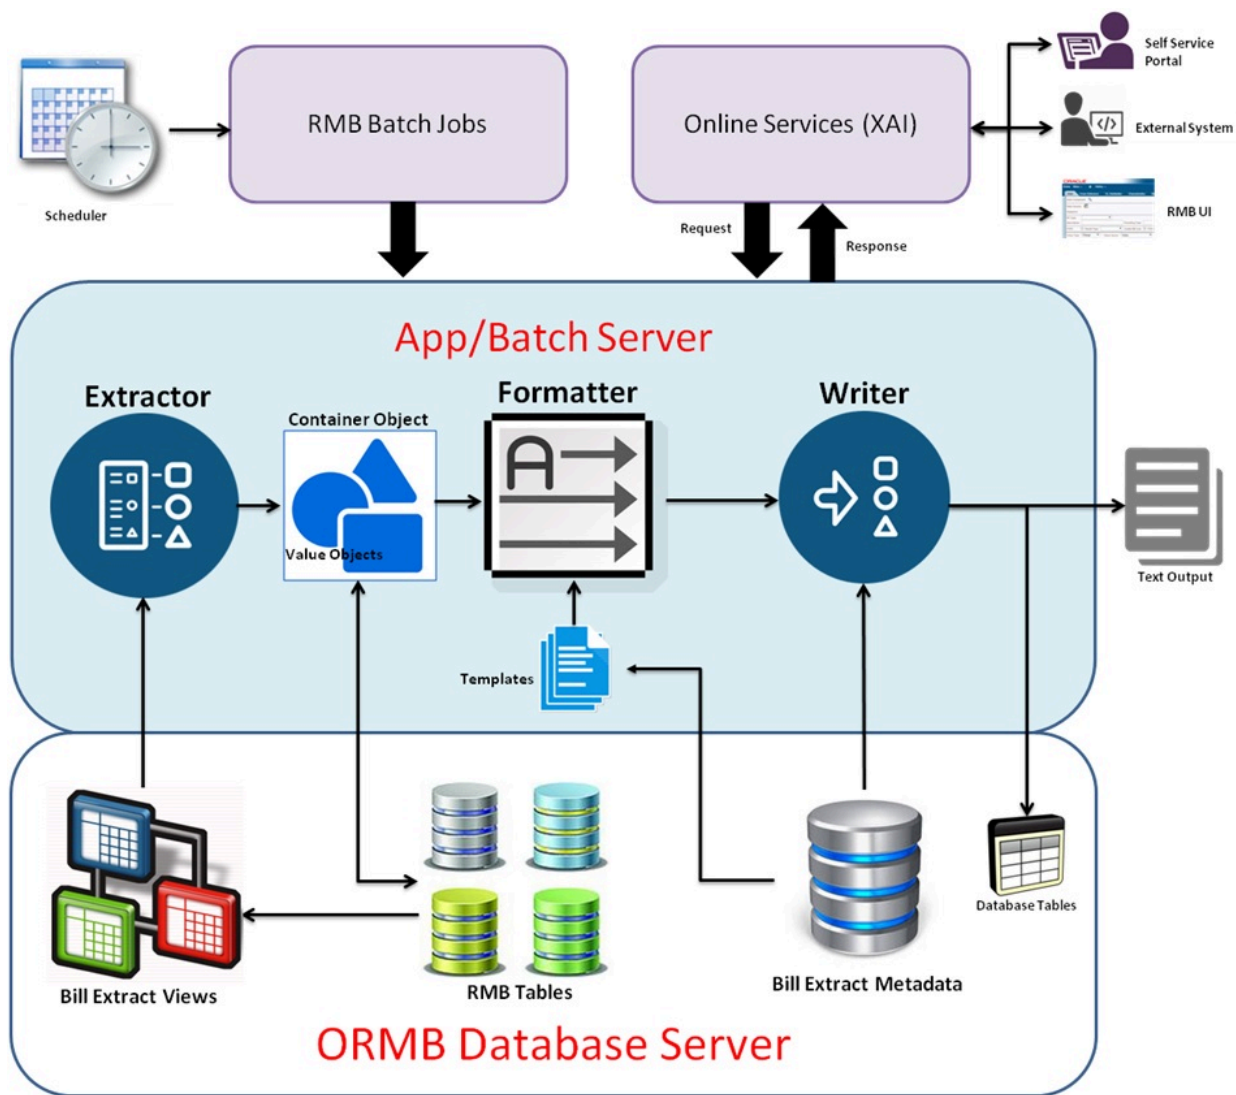 Self Service
Portal
RMB Batch Jobs
Online Services (XAI)
External System
Scheduler
ORACLE
RMB UI
Request
Response
App/Batch Server
Extractor
Formatter
Writer
Container Object
A
Value Objects
Text Output
Templates
Database Tables
Bill Extract Views
RMB Tables
Bill Extract Metadata
ORMB Database Server